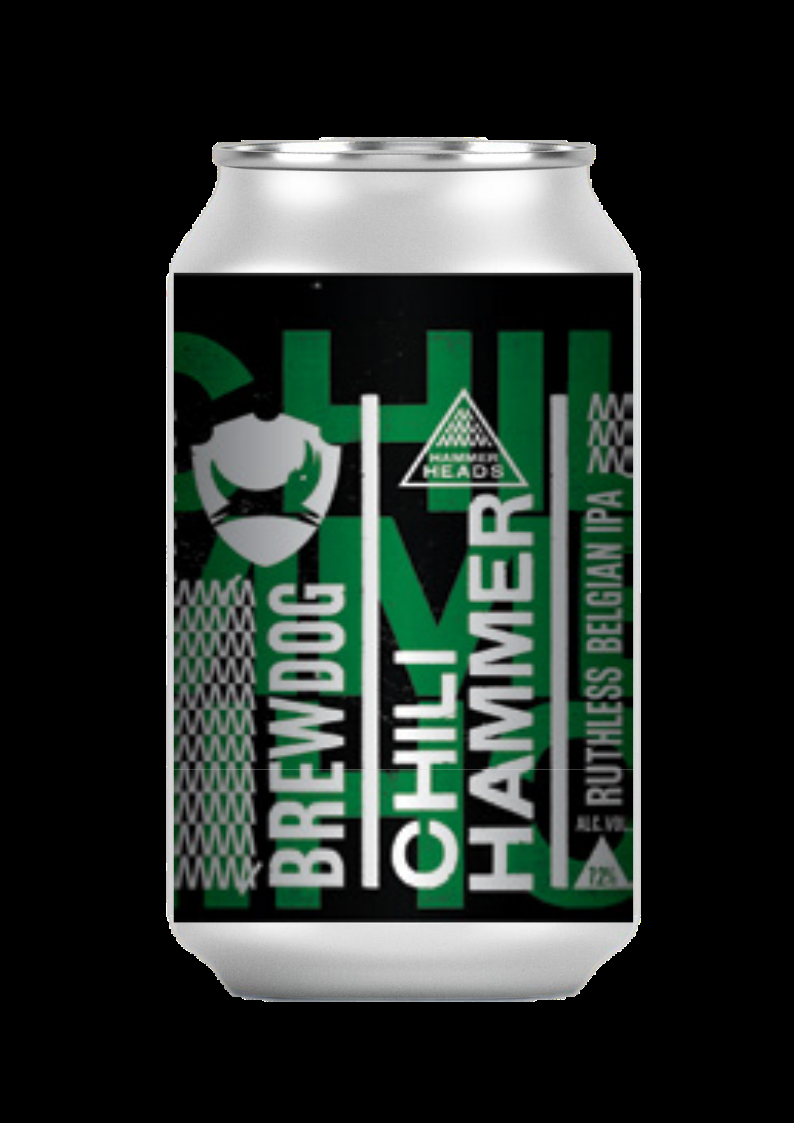 BREWDOG
HAMMER
HEADS
CHILI
HAMMER
RUTHLESS BELGIAN IPA
ALC. VOL.
7.2%